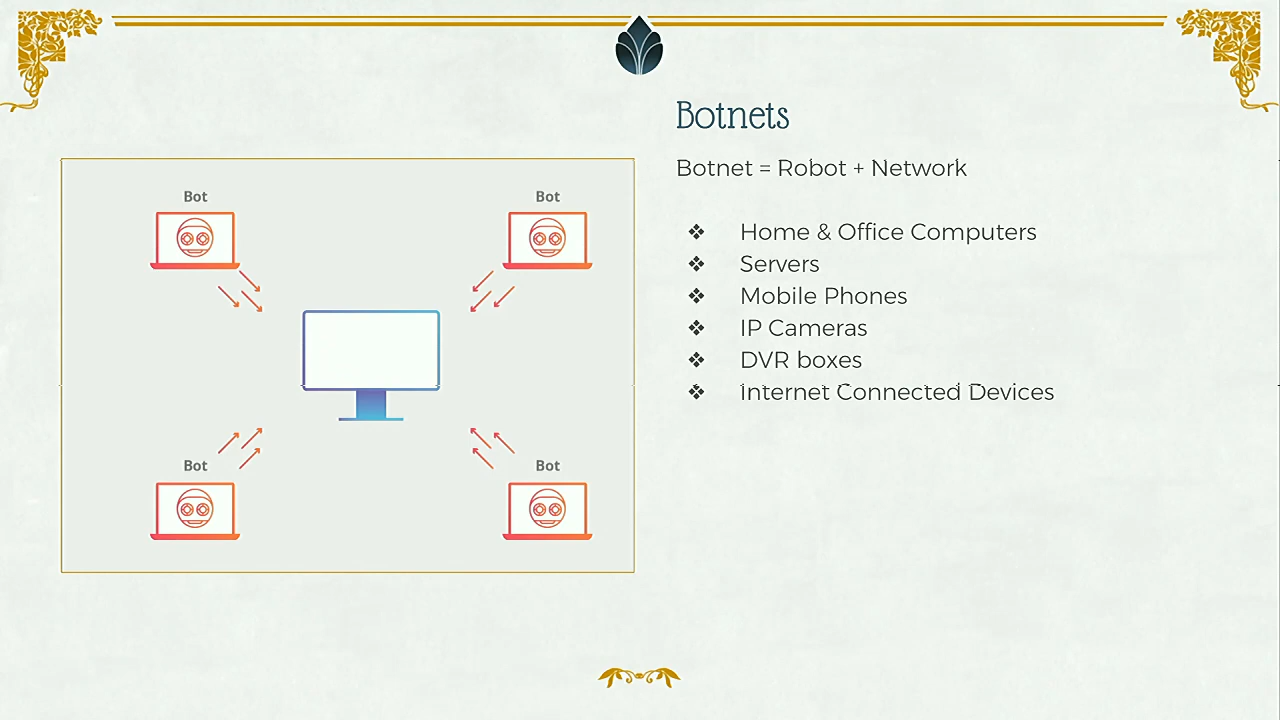 Botnets
Botnet = Robot + Network
❖ Home & Office Computers
❖ Servers
❖ Mobile Phones
❖ IP Cameras
❖ DVR boxes
❖ Internet Connected Devices
Bot
Bot
Bot
Bot